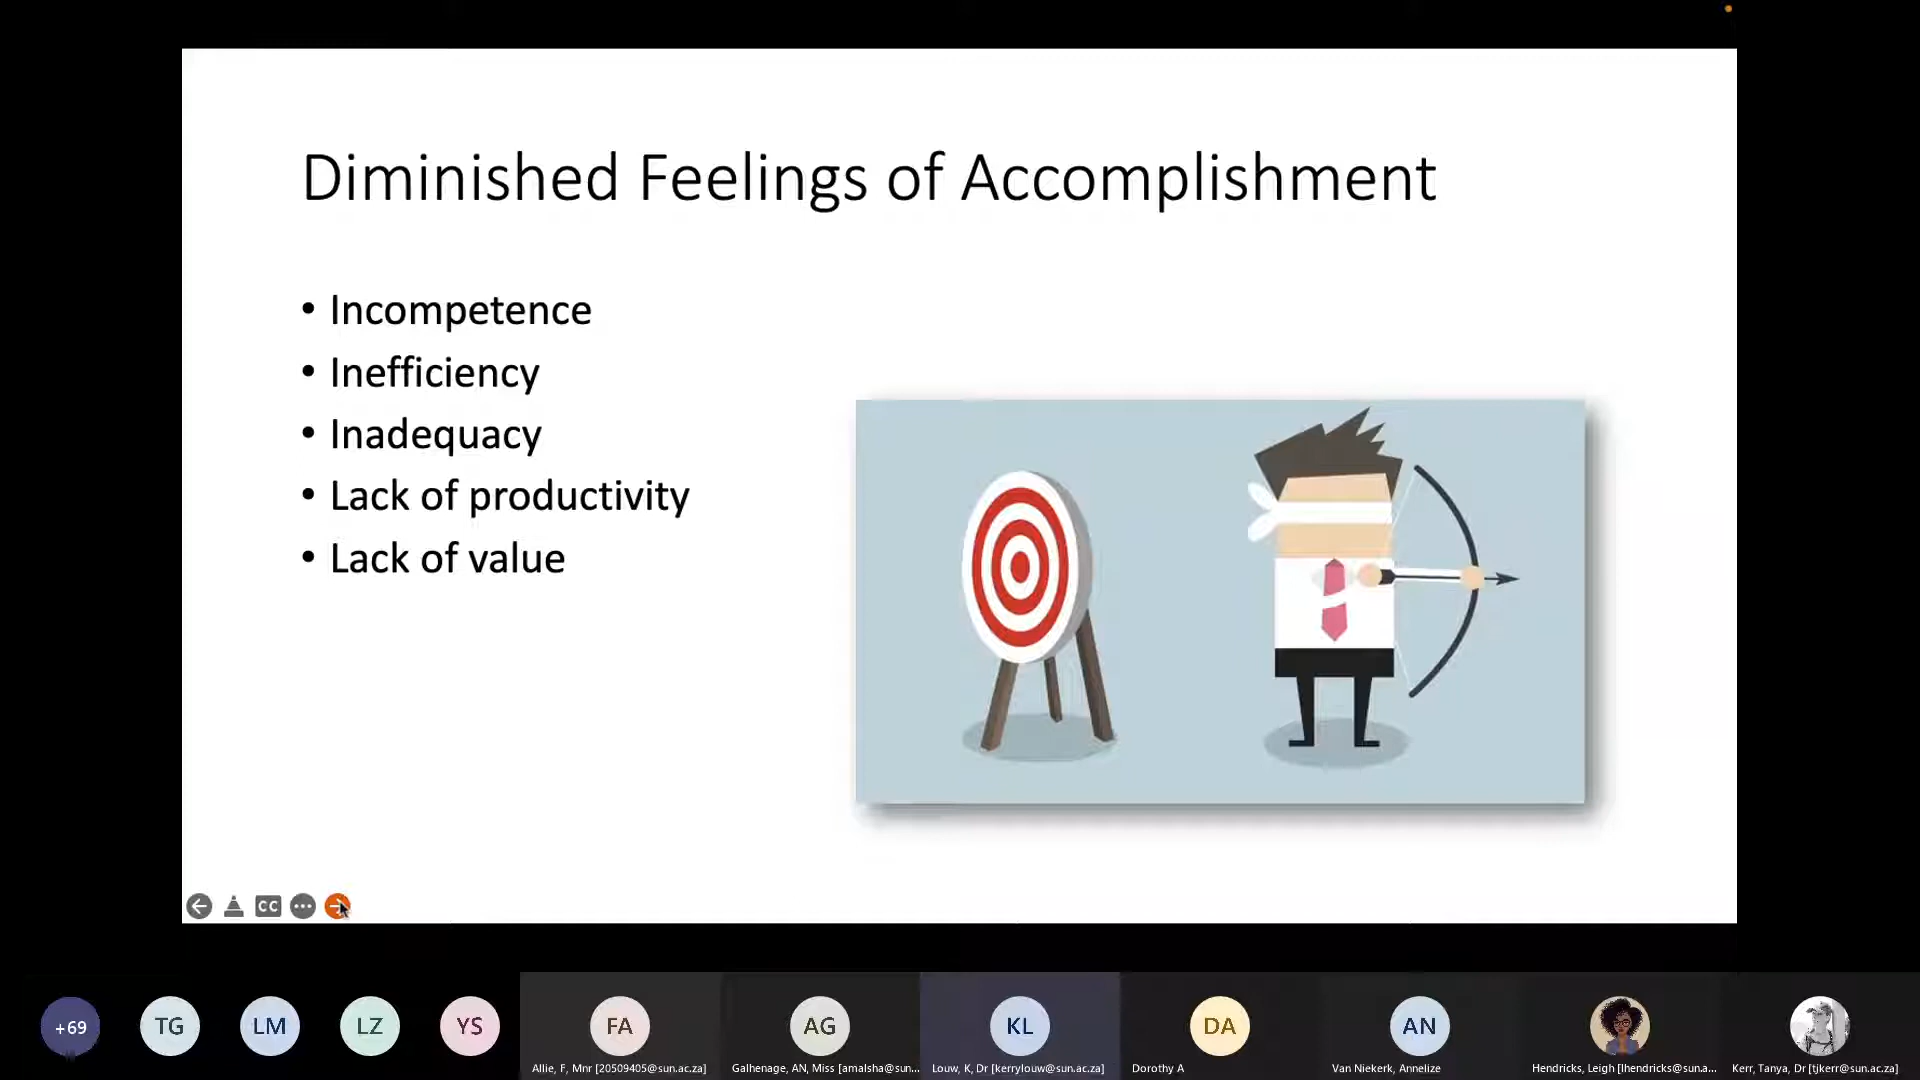 Diminished Feelings of Accomplishment
• Incompetence
• Inefficiency
• Inadequacy
• Lack of productivity
• Lack of value
CC
+69
TG
LM
LZ
YS
FA
AG
KL
DA
AN
Allie, F, Mnr [20509405@sun.ac.za]
Galhenage, AN, Miss [amalsha@sun...
Louw, K, Dr [kerrylouw@sun.ac.za]
Dorothy A
Van Niekerk, Annelize
Hendricks, Leigh [lhendricks@sun.a...
Kerr, Tanya, Dr [tjkerr@sun.ac.za]